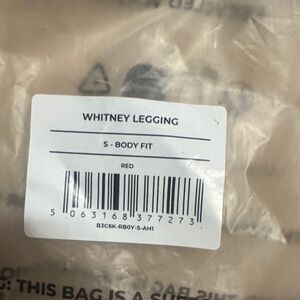 WHITNEY LEGGING
S - BODY FIT
RED
5 063168 377273
B3C6K-RB0Y-S-AH1
G: THIS BAG IS A